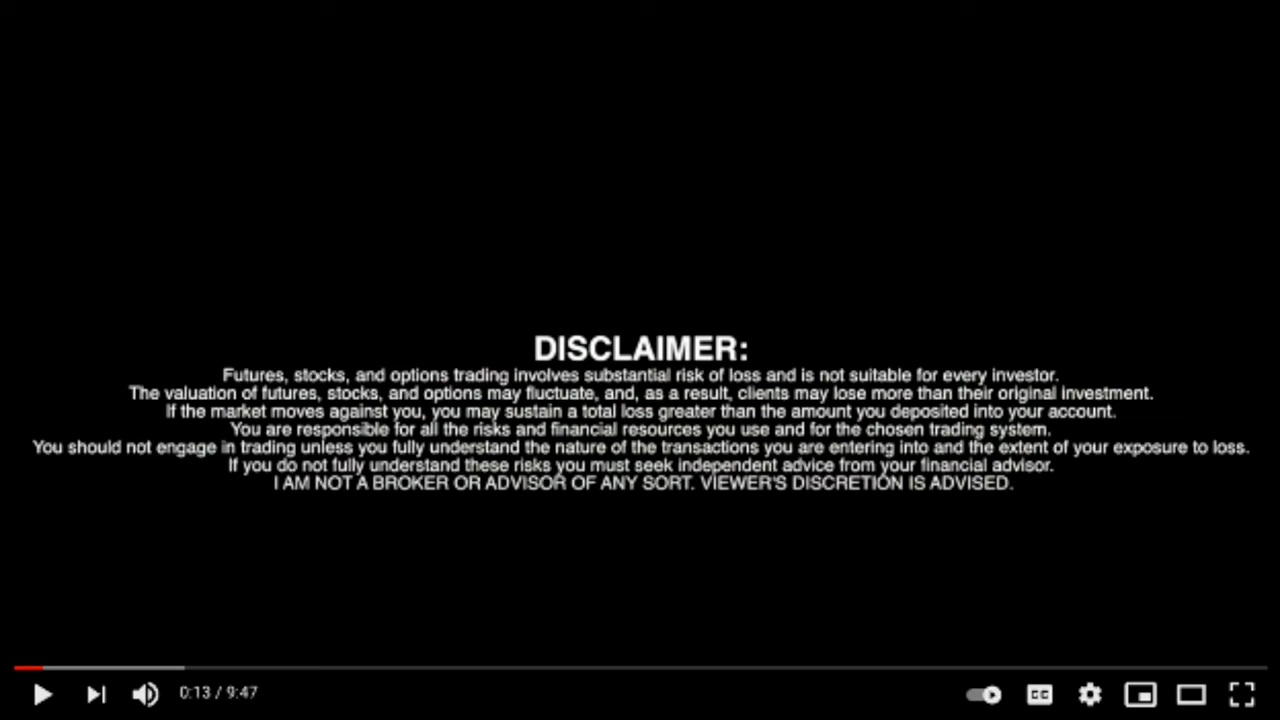 DISCLAIMER:
Futures, stocks, and options trading involves substantial risk of loss and is not suitable for every investor.
The valuation of futures, stocks, and options may fluctuate, and, as a result, clients may lose more than their original investment.
If the market moves against you, you may sustain a total loss greater than the amount you deposited into your account.
You are responsible for all the risks and financial resources you use and for the chosen trading system.
You should not engage in trading unless you fully understand the nature of the transactions you are entering into and the extent of your exposure to loss.
If you do not fully understand these risks you must seek independent advice from your financial advisor.
I AM NOT A BROKER OR ADVISOR OF ANY SORT. VIEWER'S DISCRETION IS ADVISED.
0:13 / 9:47
CC